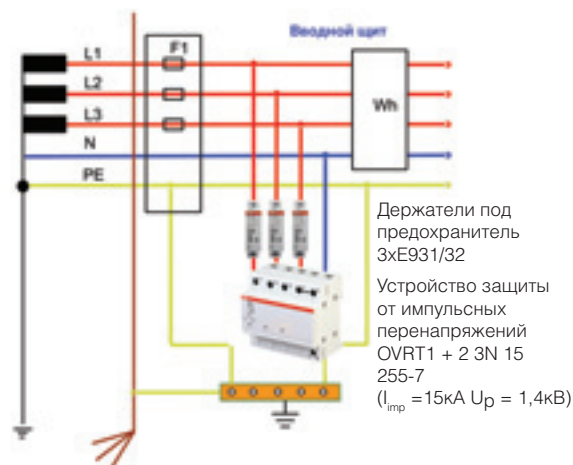 Вводной щит
F1
L1
L2
L3
N
PE
Wh
Держатели под
предохранитель
3xE931/32
Устройство защиты
от импульсных
перенапряжений
OVRT1 + 2 3N 15
255-7
(Iimp =15кА Up = 1,4кВ)